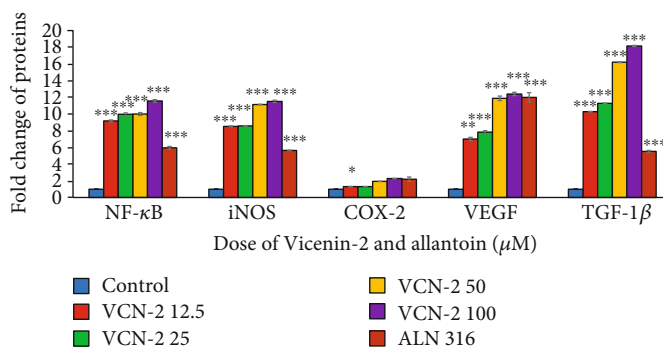 Fold change of proteins
20
18
16
14
12
10
8
6
4
2
0
*** *** *** *** ***
*** *** *** *** ***
*
** *** *** *** ***
*** *** *** *** ***
NF-κB iNOS COX-2 VEGF TGF-1β
Dose of Vicenin-2 and allantoin (μM)
Control
VCN-2 12.5
VCN-2 25
VCN-2 50
VCN-2 100
ALN 316